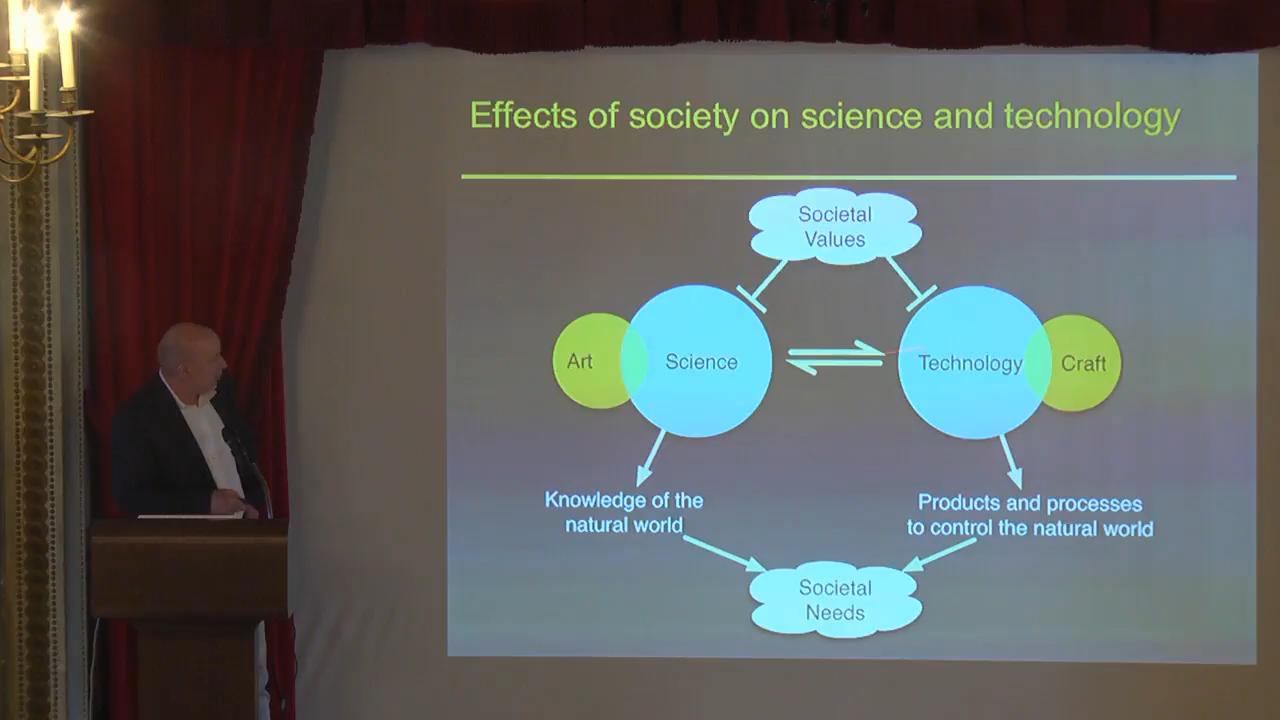 Effects of society on science and technology
Societal
Values
Art
Science
Technology
Craft
Knowledge of the
natural world
Products and processes
to control the natural world
Societal
Needs